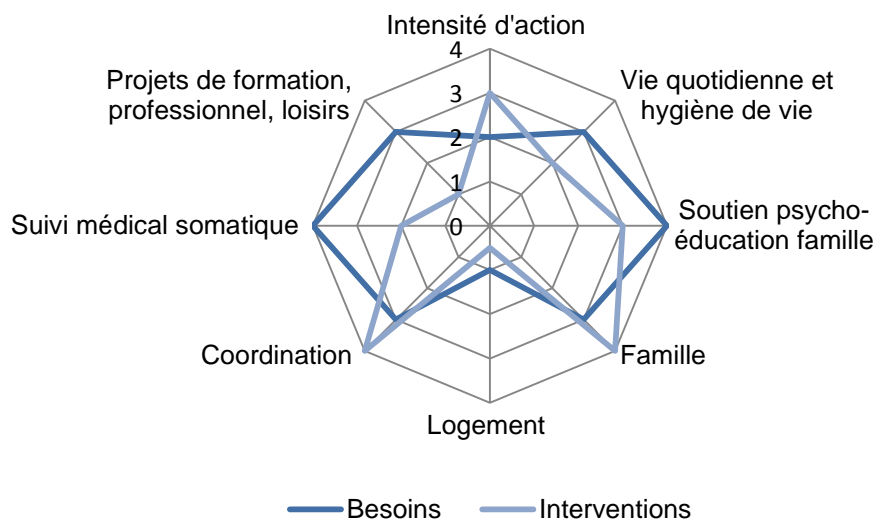 Intensité d'action
4
3
2
1
0
Projets de formation,
professionnel, loisirs
Vie quotidienne et
hygiène de vie
Suivi médical somatique
Soutien psycho-
éducation famille
Coordination
Famille
Logement
Besoins
Interventions